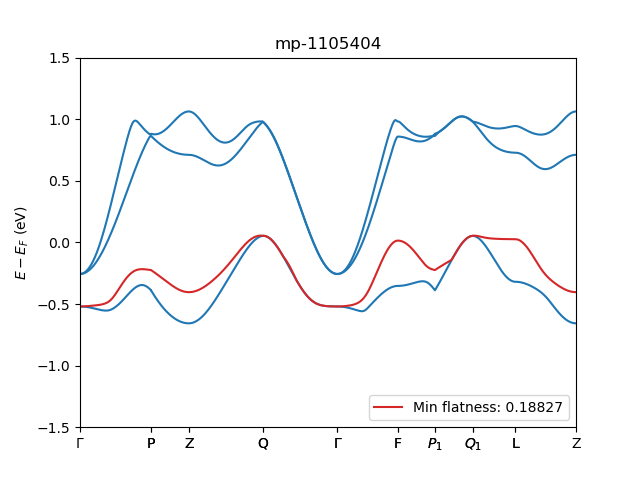 mp-1105404
1.5
1.0
0.5
0.0
−0.5
−1.0
−1.5
E − E_F (eV)
Γ P Z Q Γ F P₁ Q₁ L Z
Min flatness: 0.18827